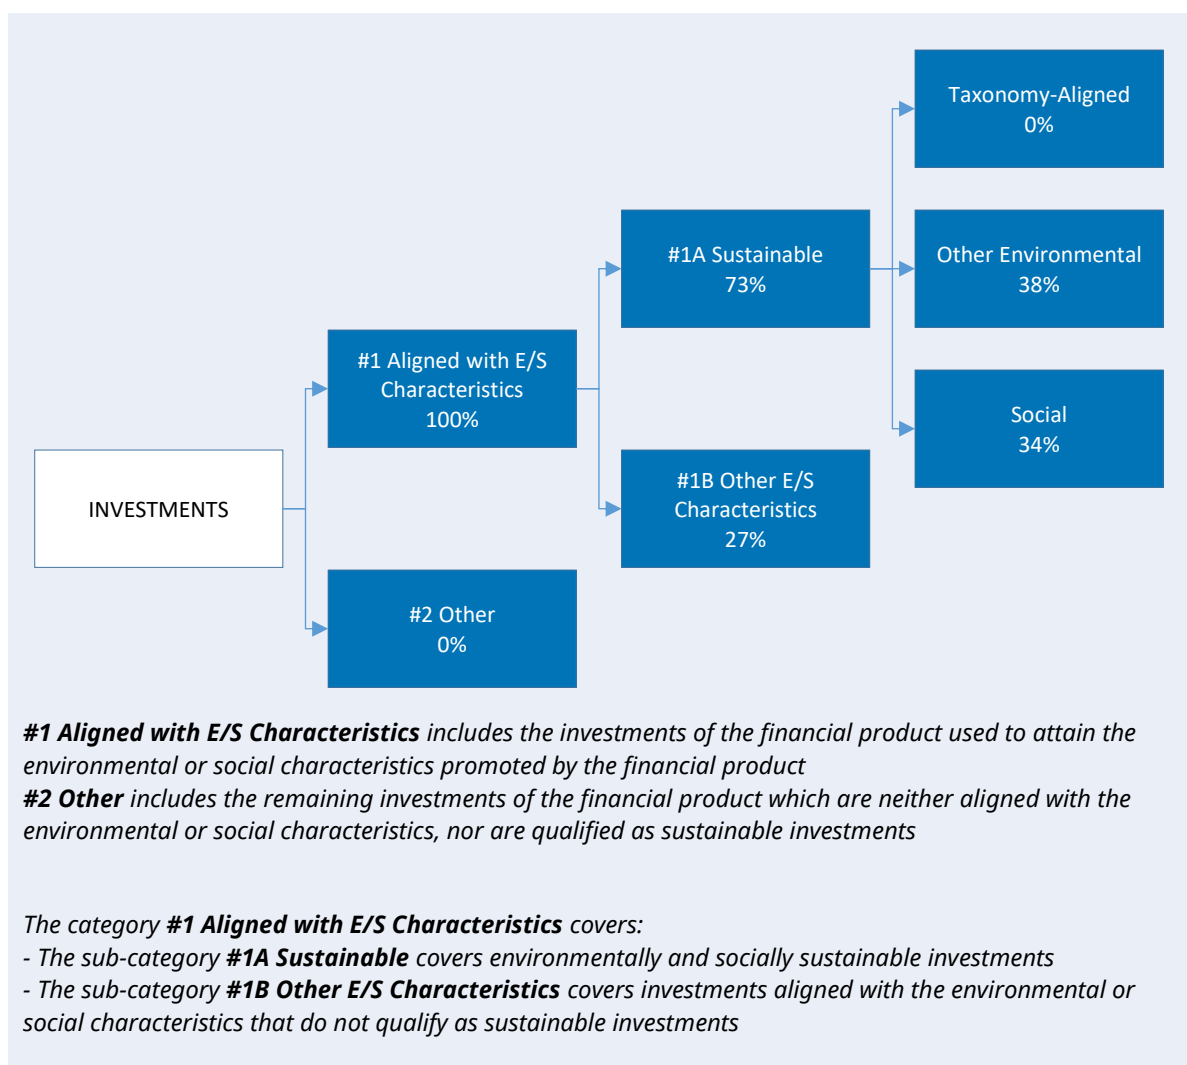 Taxonomy-Aligned
0%
#1A Sustainable
73%
Other Environmental
38%
#1 Aligned with E/S
Characteristics
100%
Social
34%
INVESTMENTS
#1B Other E/S
Characteristics
27%
#2 Other
0%
#1 Aligned with E/S Characteristics includes the investments of the financial product used to attain the
environmental or social characteristics promoted by the financial product
#2 Other includes the remaining investments of the financial product which are neither aligned with the
environmental or social characteristics, nor are qualified as sustainable investments
The category #1 Aligned with E/S Characteristics covers:
- The sub-category #1A Sustainable covers environmentally and socially sustainable investments
- The sub-category #1B Other E/S Characteristics covers investments aligned with the environmental or
social characteristics that do not qualify as sustainable investments